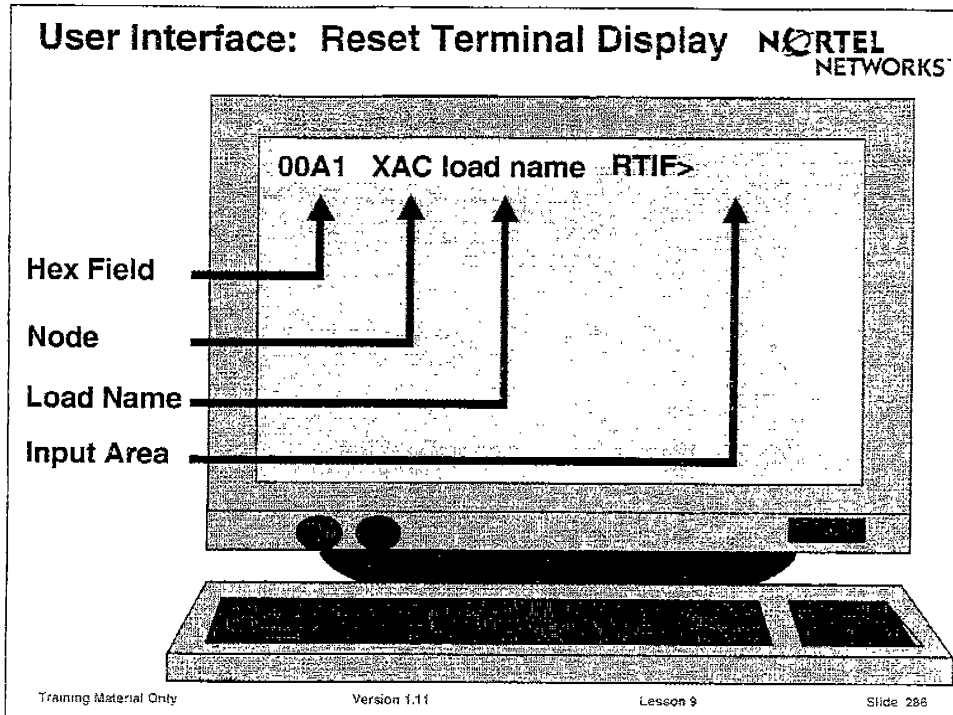 User Interface: Reset Terminal Display
NORTEL
NETWORKS
00A1 XAC load name RTIF>
Hex Field
Node
Load Name
Input Area
Training Material Only Version 1.11 Lesson 9 Slide 286